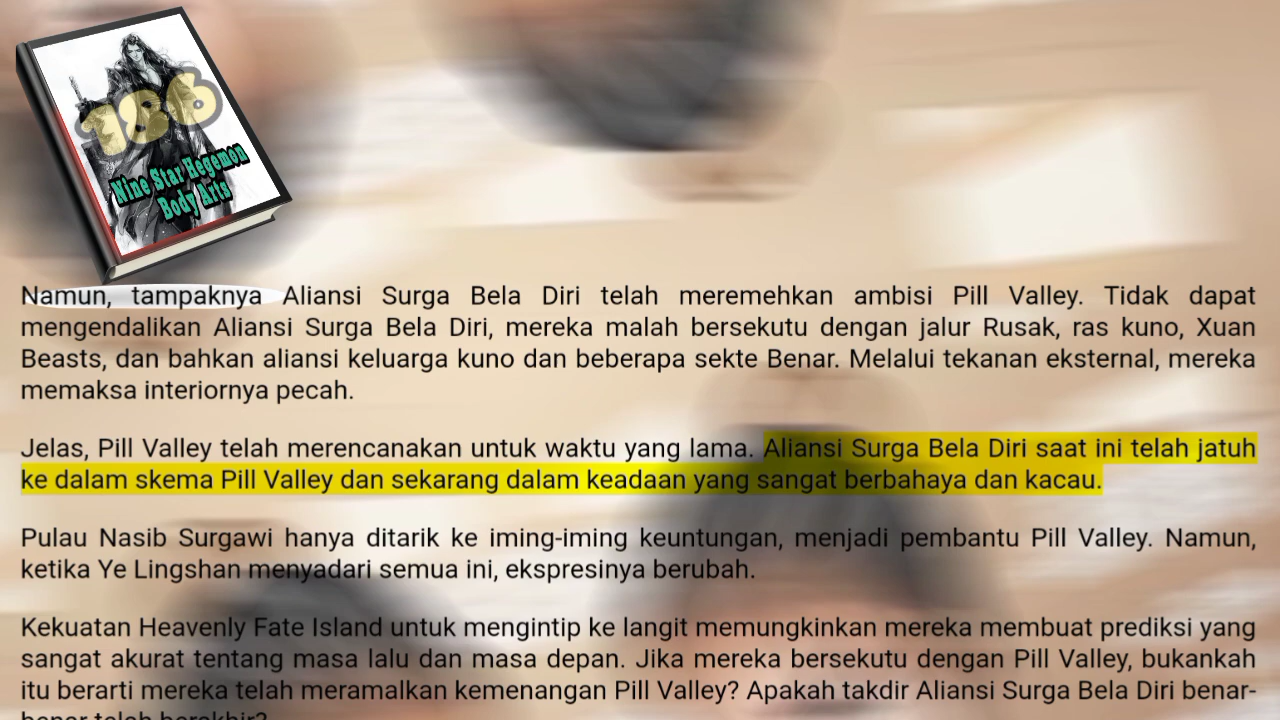 186
Nine Star Hegemon
Body Arts
Namun, tampaknya Aliansi Surga Bela Diri telah meremehkan ambisi Pill Valley. Tidak dapat
mengendalikan Aliansi Surga Bela Diri, mereka malah bersekutu dengan jalur Rusak, ras kuno, Xuan
Beasts, dan bahkan aliansi keluarga kuno dan beberapa sekte Benar. Melalui tekanan eksternal, mereka
memaksa interiornya pecah.
Jelas, Pill Valley telah merencanakan untuk waktu yang lama. Aliansi Surga Bela Diri saat ini telah jatuh
ke dalam skema Pill Valley dan sekarang dalam keadaan yang sangat berbahaya dan kacau.
Pulau Nasib Surgawi hanya ditarik ke iming-iming keuntungan, menjadi pembantu Pill Valley. Namun,
ketika Ye Lingshan menyadari semua ini, ekspresinya berubah.
Kekuatan Heavenly Fate Island untuk mengintip ke langit memungkinkan mereka membuat prediksi yang
sangat akurat tentang masa lalu dan masa depan. Jika mereka bersekutu dengan Pill Valley, bukankah
itu berarti mereka telah meramalkan kemenangan Pill Valley? Apakah takdir Aliansi Surga Bela Diri benar-
benar telah berakhir?